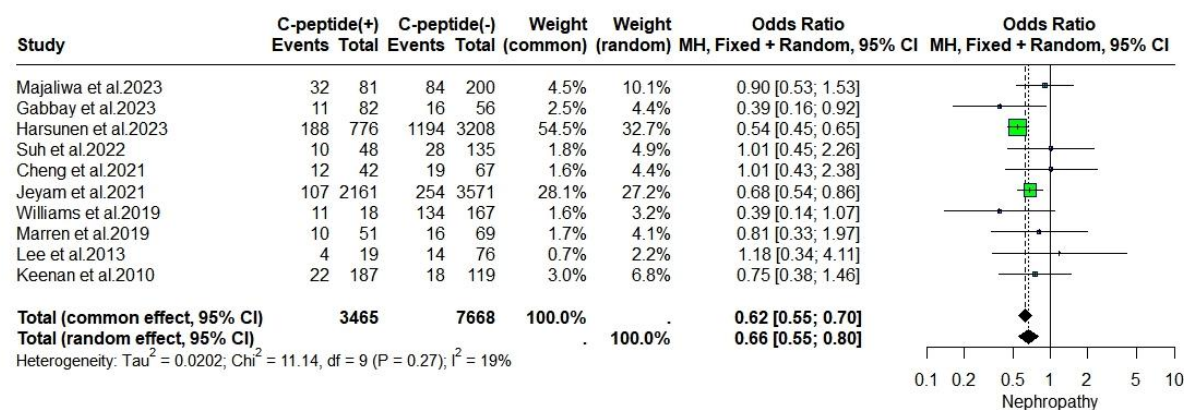 C-peptide(+) C-peptide(-) Weight Weight Odds Ratio Odds Ratio
Study Events Total Events Total (common) (random) MH, Fixed + Random, 95% CI MH, Fixed + Random, 95% CI
Majaliwa et al.2023 32 81 84 200 4.5% 10.1% 0.90 [0.53; 1.53]
Gabbay et al.2023 11 82 16 56 2.5% 4.4% 0.39 [0.16; 0.92]
Harsunen et al.2023 188 776 1194 3208 54.5% 32.7% 0.54 [0.45; 0.65]
Suh et al.2022 10 48 28 135 1.9% 4.9% 1.01 [0.45; 2.26]
Cheng et al.2021 12 42 19 67 1.6% 4.4% 1.01 [0.43; 2.38]
Jeyam et al.2021 107 2161 254 3571 28.1% 27.2% 0.68 [0.54; 0.86]
Williams et al.2019 11 18 134 167 1.6% 3.2% 0.39 [0.14; 1.07]
Marren et al.2019 10 51 16 69 1.7% 4.1% 0.81 [0.33; 1.97]
Lee et al.2013 4 19 14 76 0.7% 2.2% 1.18 [0.34; 4.11]
Keenan et al.2010 22 187 18 119 3.0% 6.8% 0.75 [0.38; 1.46]
Total (common effect, 95% CI) 3465 7668 100.0% . 0.62 [0.55; 0.70]
Total (random effect, 95% CI) . 100.0% 0.66 [0.55; 0.80]
Heterogeneity: Tau² = 0.0202; Chi² = 11.14, df = 9 (P = 0.27); I² = 19%
0.1 0.2 0.5 1 2 5 10
Nephropathy